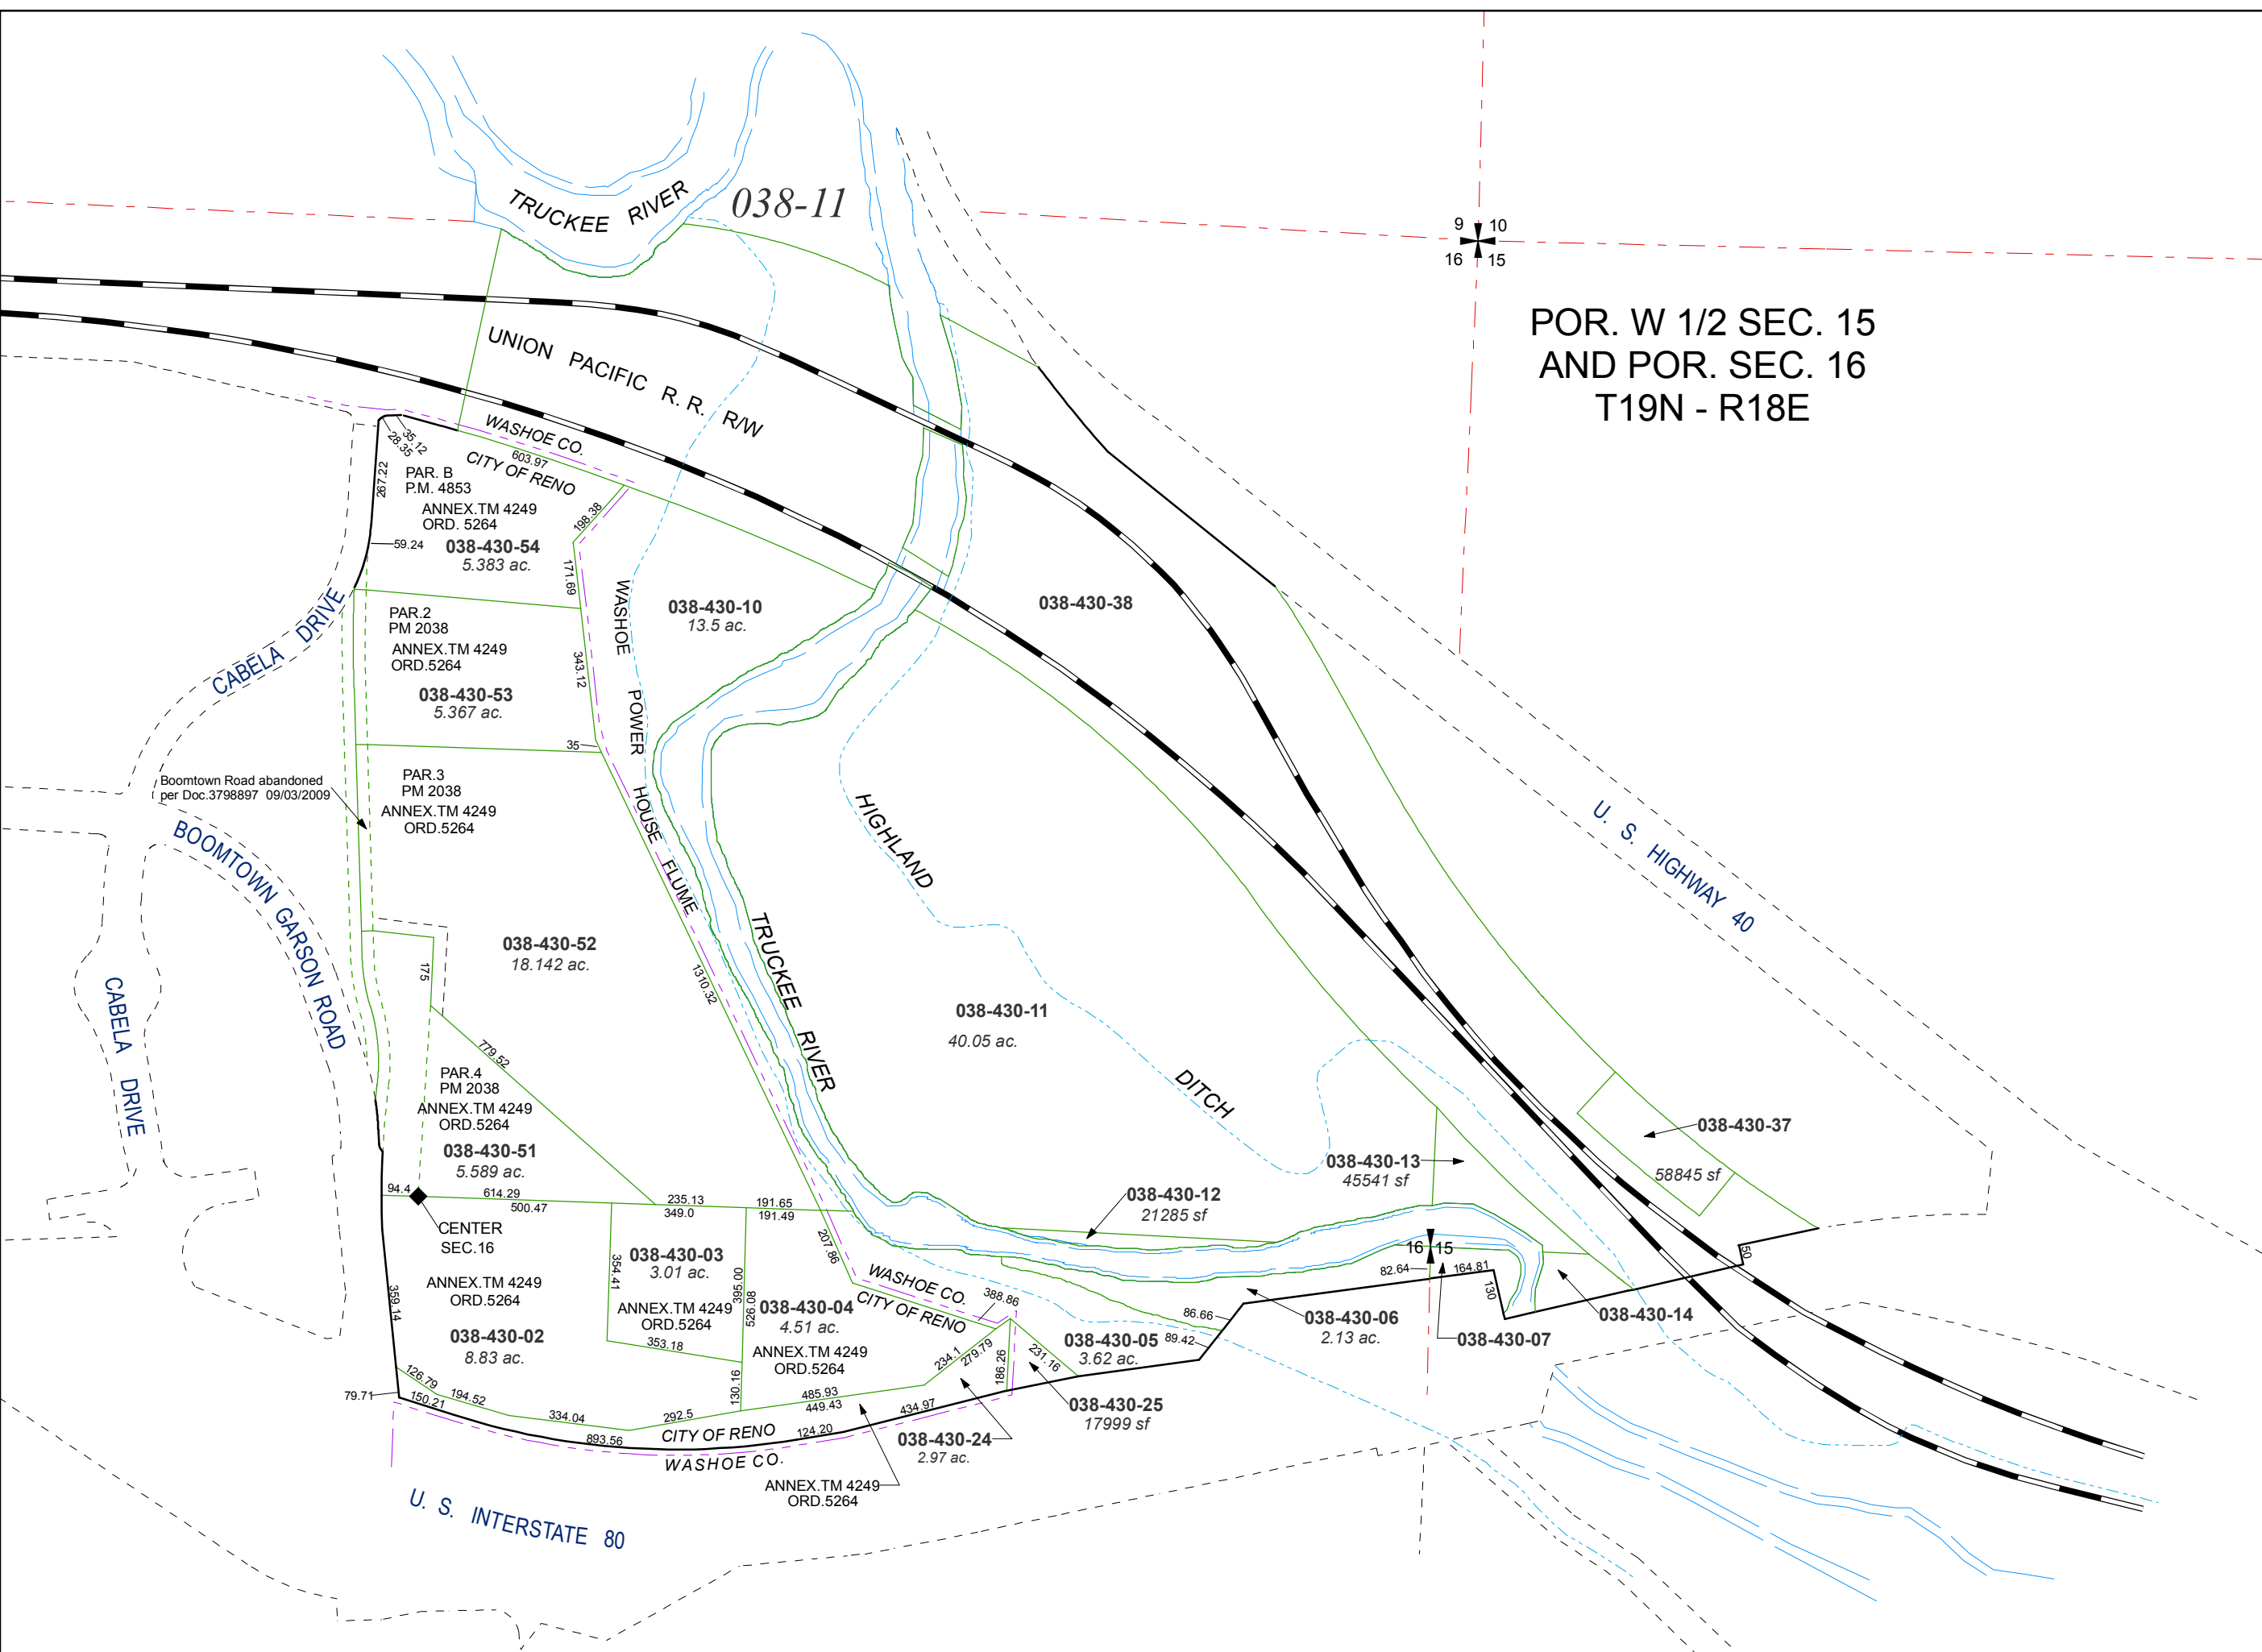 TRUCKEE RIVER
038-11
9 10
16 15
POR. W 1/2 SEC. 15
AND POR. SEC. 16
T19N - R18E
UNION PACIFIC R. R. R/W
WASHOE CO.
603.97
CITY OF RENO
28.35
35.12
267.22
PAR. B
P.M. 4853
ANNEX.TM 4249
ORD. 5264
59.24
038-430-54
5.383 ac.
198.38
171.69
CABELA DRIVE
PAR.2
PM 2038
ANNEX.TM 4249
ORD.5264
038-430-53
5.367 ac.
343.12
35
WASHOE POWER HOUSE FLUME
038-430-10
13.5 ac.
038-430-38
Boomtown Road abandoned
per Doc.3798897 09/03/2009
PAR.3
PM 2038
ANNEX.TM 4249
ORD.5264
BOOMTOWN GARSON ROAD
CABELA DRIVE
038-430-52
18.142 ac.
175
1310.32
779.52
TRUCKEE RIVER
HIGHLAND DITCH
038-430-11
40.05 ac.
U. S. HIGHWAY 40
PAR.4
PM 2038
ANNEX.TM 4249
ORD.5264
038-430-51
5.589 ac.
94.4
614.29
500.47
235.13
349.0
191.65
191.49
CENTER
SEC.16
ANNEX.TM 4249
ORD.5264
359.14
038-430-02
8.83 ac.
354.41
038-430-03
3.01 ac.
ANNEX.TM 4249
ORD.5264
353.18
395.00
526.08
207.86
WASHOE CO.
CITY OF RENO
388.86
038-430-04
4.51 ac.
ANNEX.TM 4249
ORD.5264
130.16
234.1
279.79
186.26
231.16
038-430-05
3.62 ac.
86.66
89.42
038-430-12
21285 sf
038-430-13
45541 sf
038-430-37
58845 sf
50
16 15
82.64
164.81
130
038-430-06
2.13 ac.
038-430-07
038-430-14
038-430-25
17999 sf
79.71
126.79
150.21
194.52
334.04
292.5
893.56
485.93
449.43
434.97
124.20
CITY OF RENO
WASHOE CO.
038-430-24
2.97 ac.
ANNEX.TM 4249
ORD.5264
U. S. INTERSTATE 80